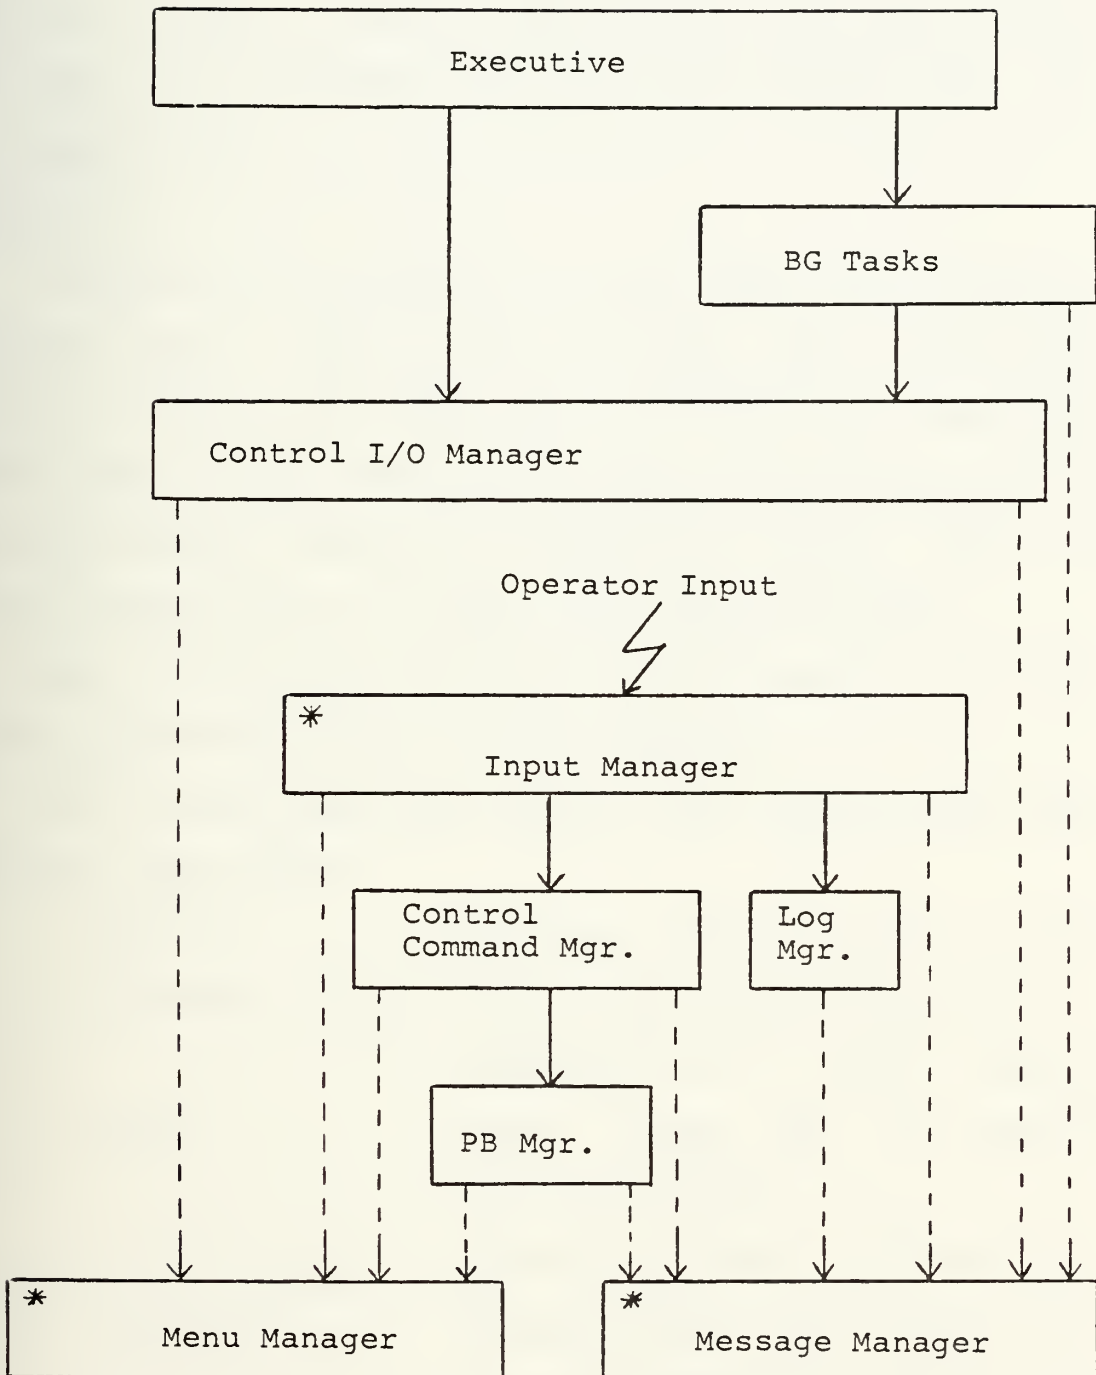 Executive
BG Tasks
Control I/O Manager
Operator Input
*
Input Manager
Control
Command Mgr.
Log
Mgr.
PB Mgr.
*
Menu Manager
*
Message Manager